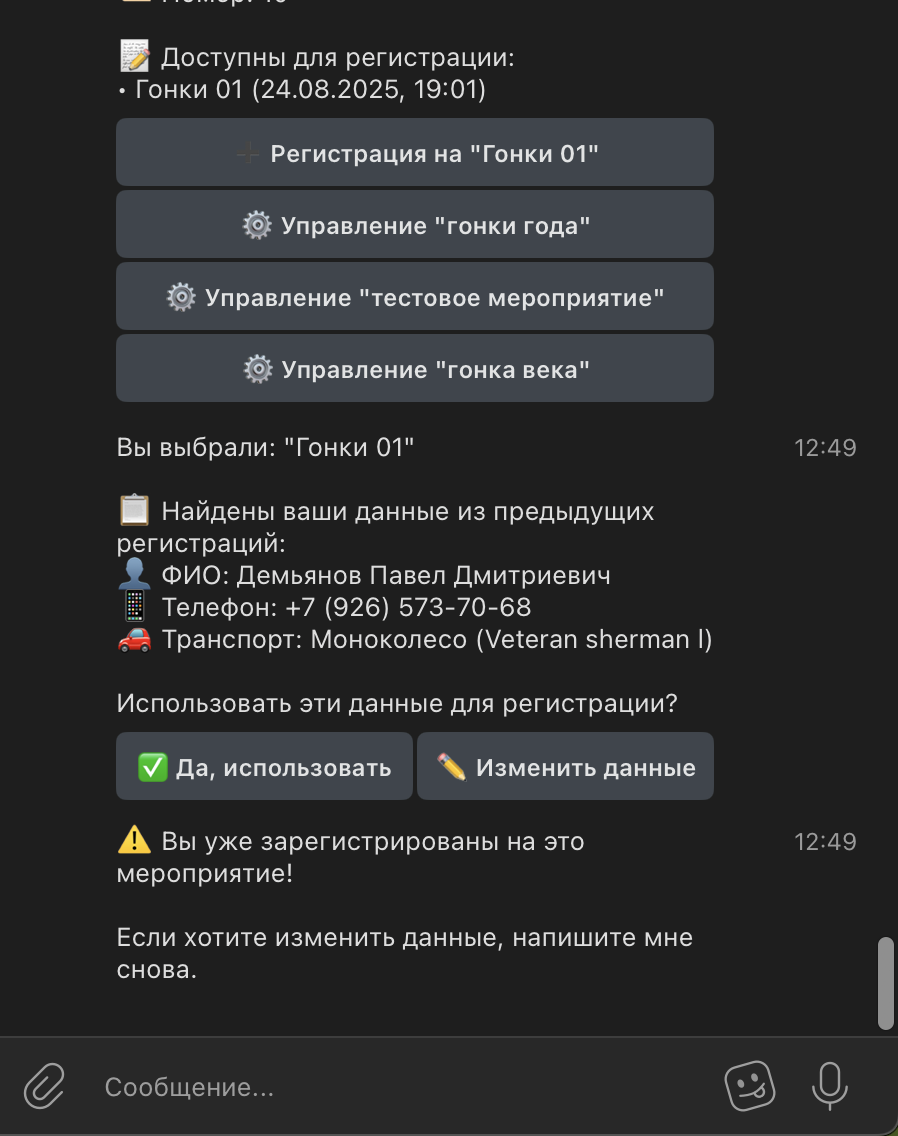 Доступны для регистрации:
• Гонки 01 (24.08.2025, 19:01)
Регистрация на "Гонки 01"
Управление "гонки года"
Управление "тестовое мероприятие"
Управление "гонка века"
Вы выбрали: "Гонки 01"
12:49
Найдены ваши данные из предыдущих
регистраций:
ФИО: Демьянов Павел Дмитриевич
Телефон: +7 (926) 573-70-68
Транспорт: Моноколесо (Veteran sherman l)
Использовать эти данные для регистрации?
Да, использовать
Изменить данные
Вы уже зарегистрированы на это
12:49
мероприятие!
Если хотите изменить данные, напишите мне
снова.
Сообщение...